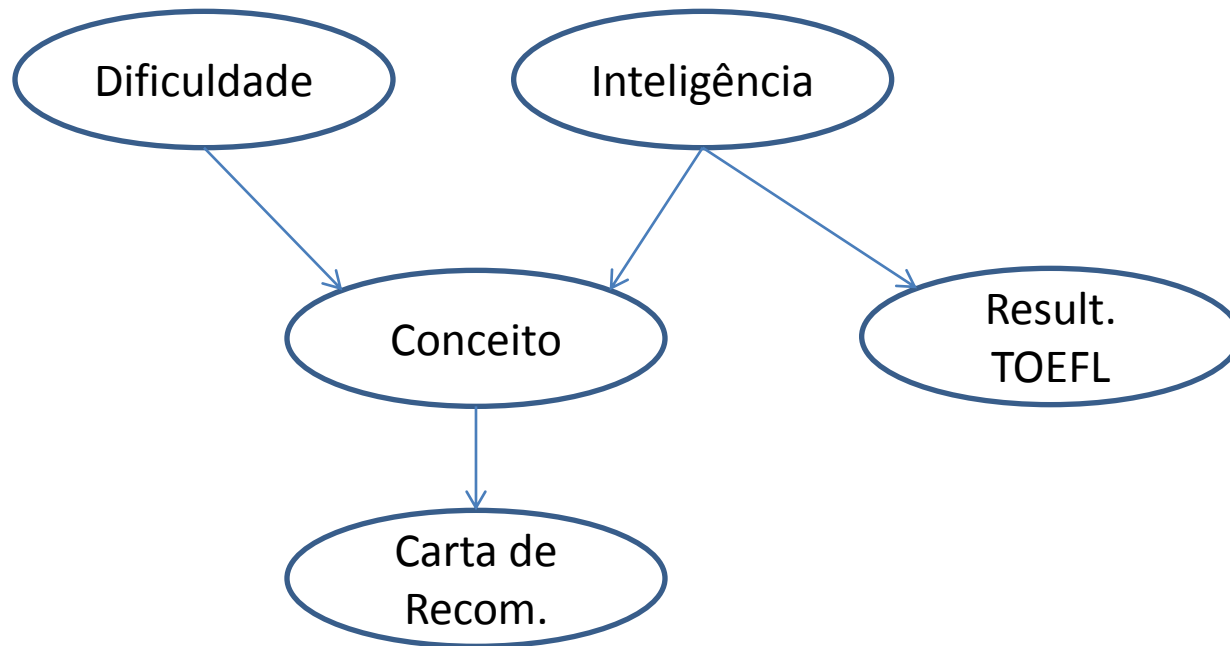 Dificuldade
Inteligência
Conceito
Result.
TOEFL
Carta de
Recom.